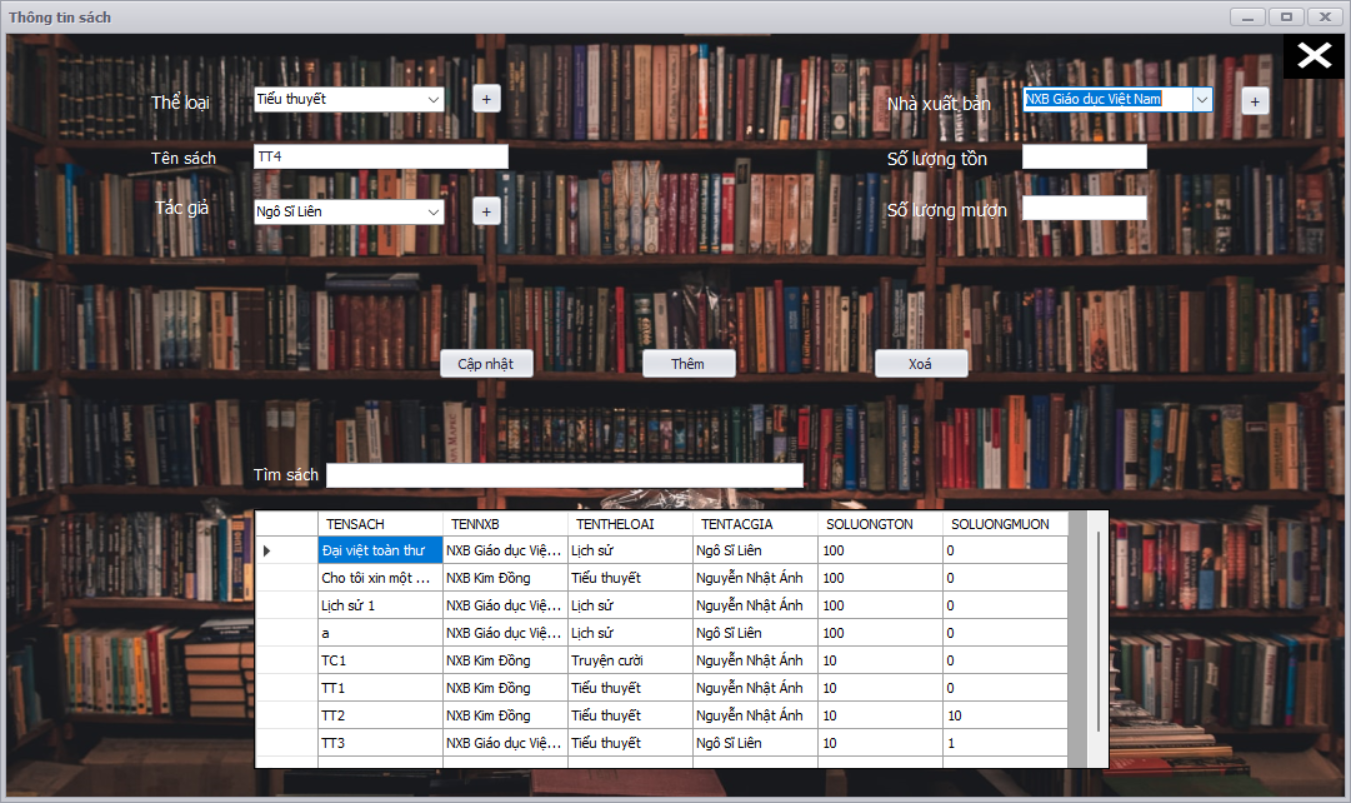 Thông tin sách
Thể loại
Tiểu thuyết
+
Nhà xuất bản
NXB Giáo dục Việt Nam
+
Tên sách
TT4
Số lượng tồn
Tác giả
Ngô Sĩ Liên
+
Số lượng mượn
Cập nhật
Thêm
Xoá
Tìm sách
TENSACH TENNXB TENTHELOAI TENTACGIA SOLUONGTON SOLUONGMUON
Đại việt toàn thư NXB Giáo dục Việ... Lịch sử Ngô Sĩ Liên 100 0
Cho tôi xin một ... NXB Kim Đồng Tiểu thuyết Nguyễn Nhật Ánh 100 0
Lịch sử 1 NXB Giáo dục Việ... Lịch sử Nguyễn Nhật Ánh 100 0
a NXB Giáo dục Việ... Lịch sử Ngô Sĩ Liên 100 0
TC1 NXB Kim Đồng Truyện cười Nguyễn Nhật Ánh 10 0
TT1 NXB Kim Đồng Tiểu thuyết Nguyễn Nhật Ánh 10 0
TT2 NXB Kim Đồng Tiểu thuyết Nguyễn Nhật Ánh 10 10
TT3 NXB Giáo dục Việ... Tiểu thuyết Ngô Sĩ Liên 10 1